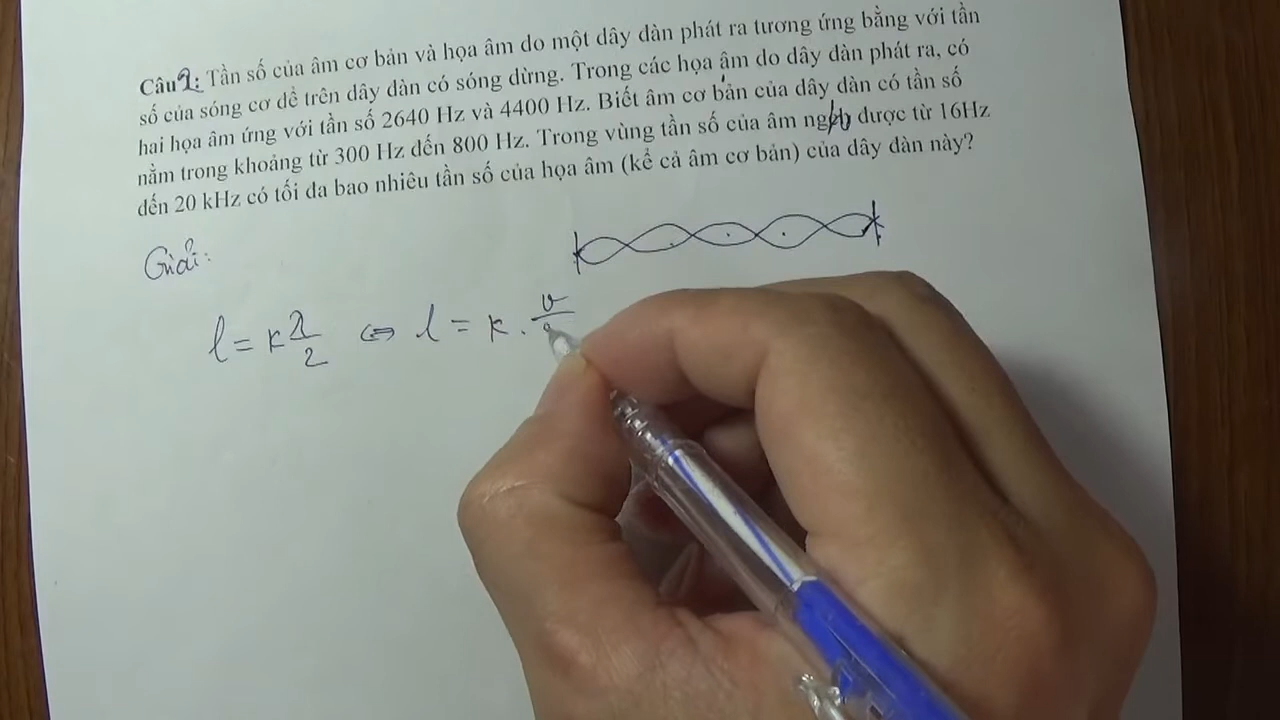 Câu 2: Tần số của âm cơ bản và họa âm do một dây đàn phát ra tương ứng bằng với tần
số của sóng cơ để trên dây đàn có sóng dừng. Trong các họa âm do dây đàn phát ra, có
hai họa âm ứng với tần số 2640 Hz và 4400 Hz. Biết âm cơ bản của dây đàn có tần số
nằm trong khoảng từ 300 Hz đến 800 Hz. Trong vùng tần số của âm nghe được từ 16Hz
đến 20 kHz có tối đa bao nhiêu tần số của họa âm (kể cả âm cơ bản) của dây đàn này?
Giải:
l = k λ/2 ⇔ l = k . v/